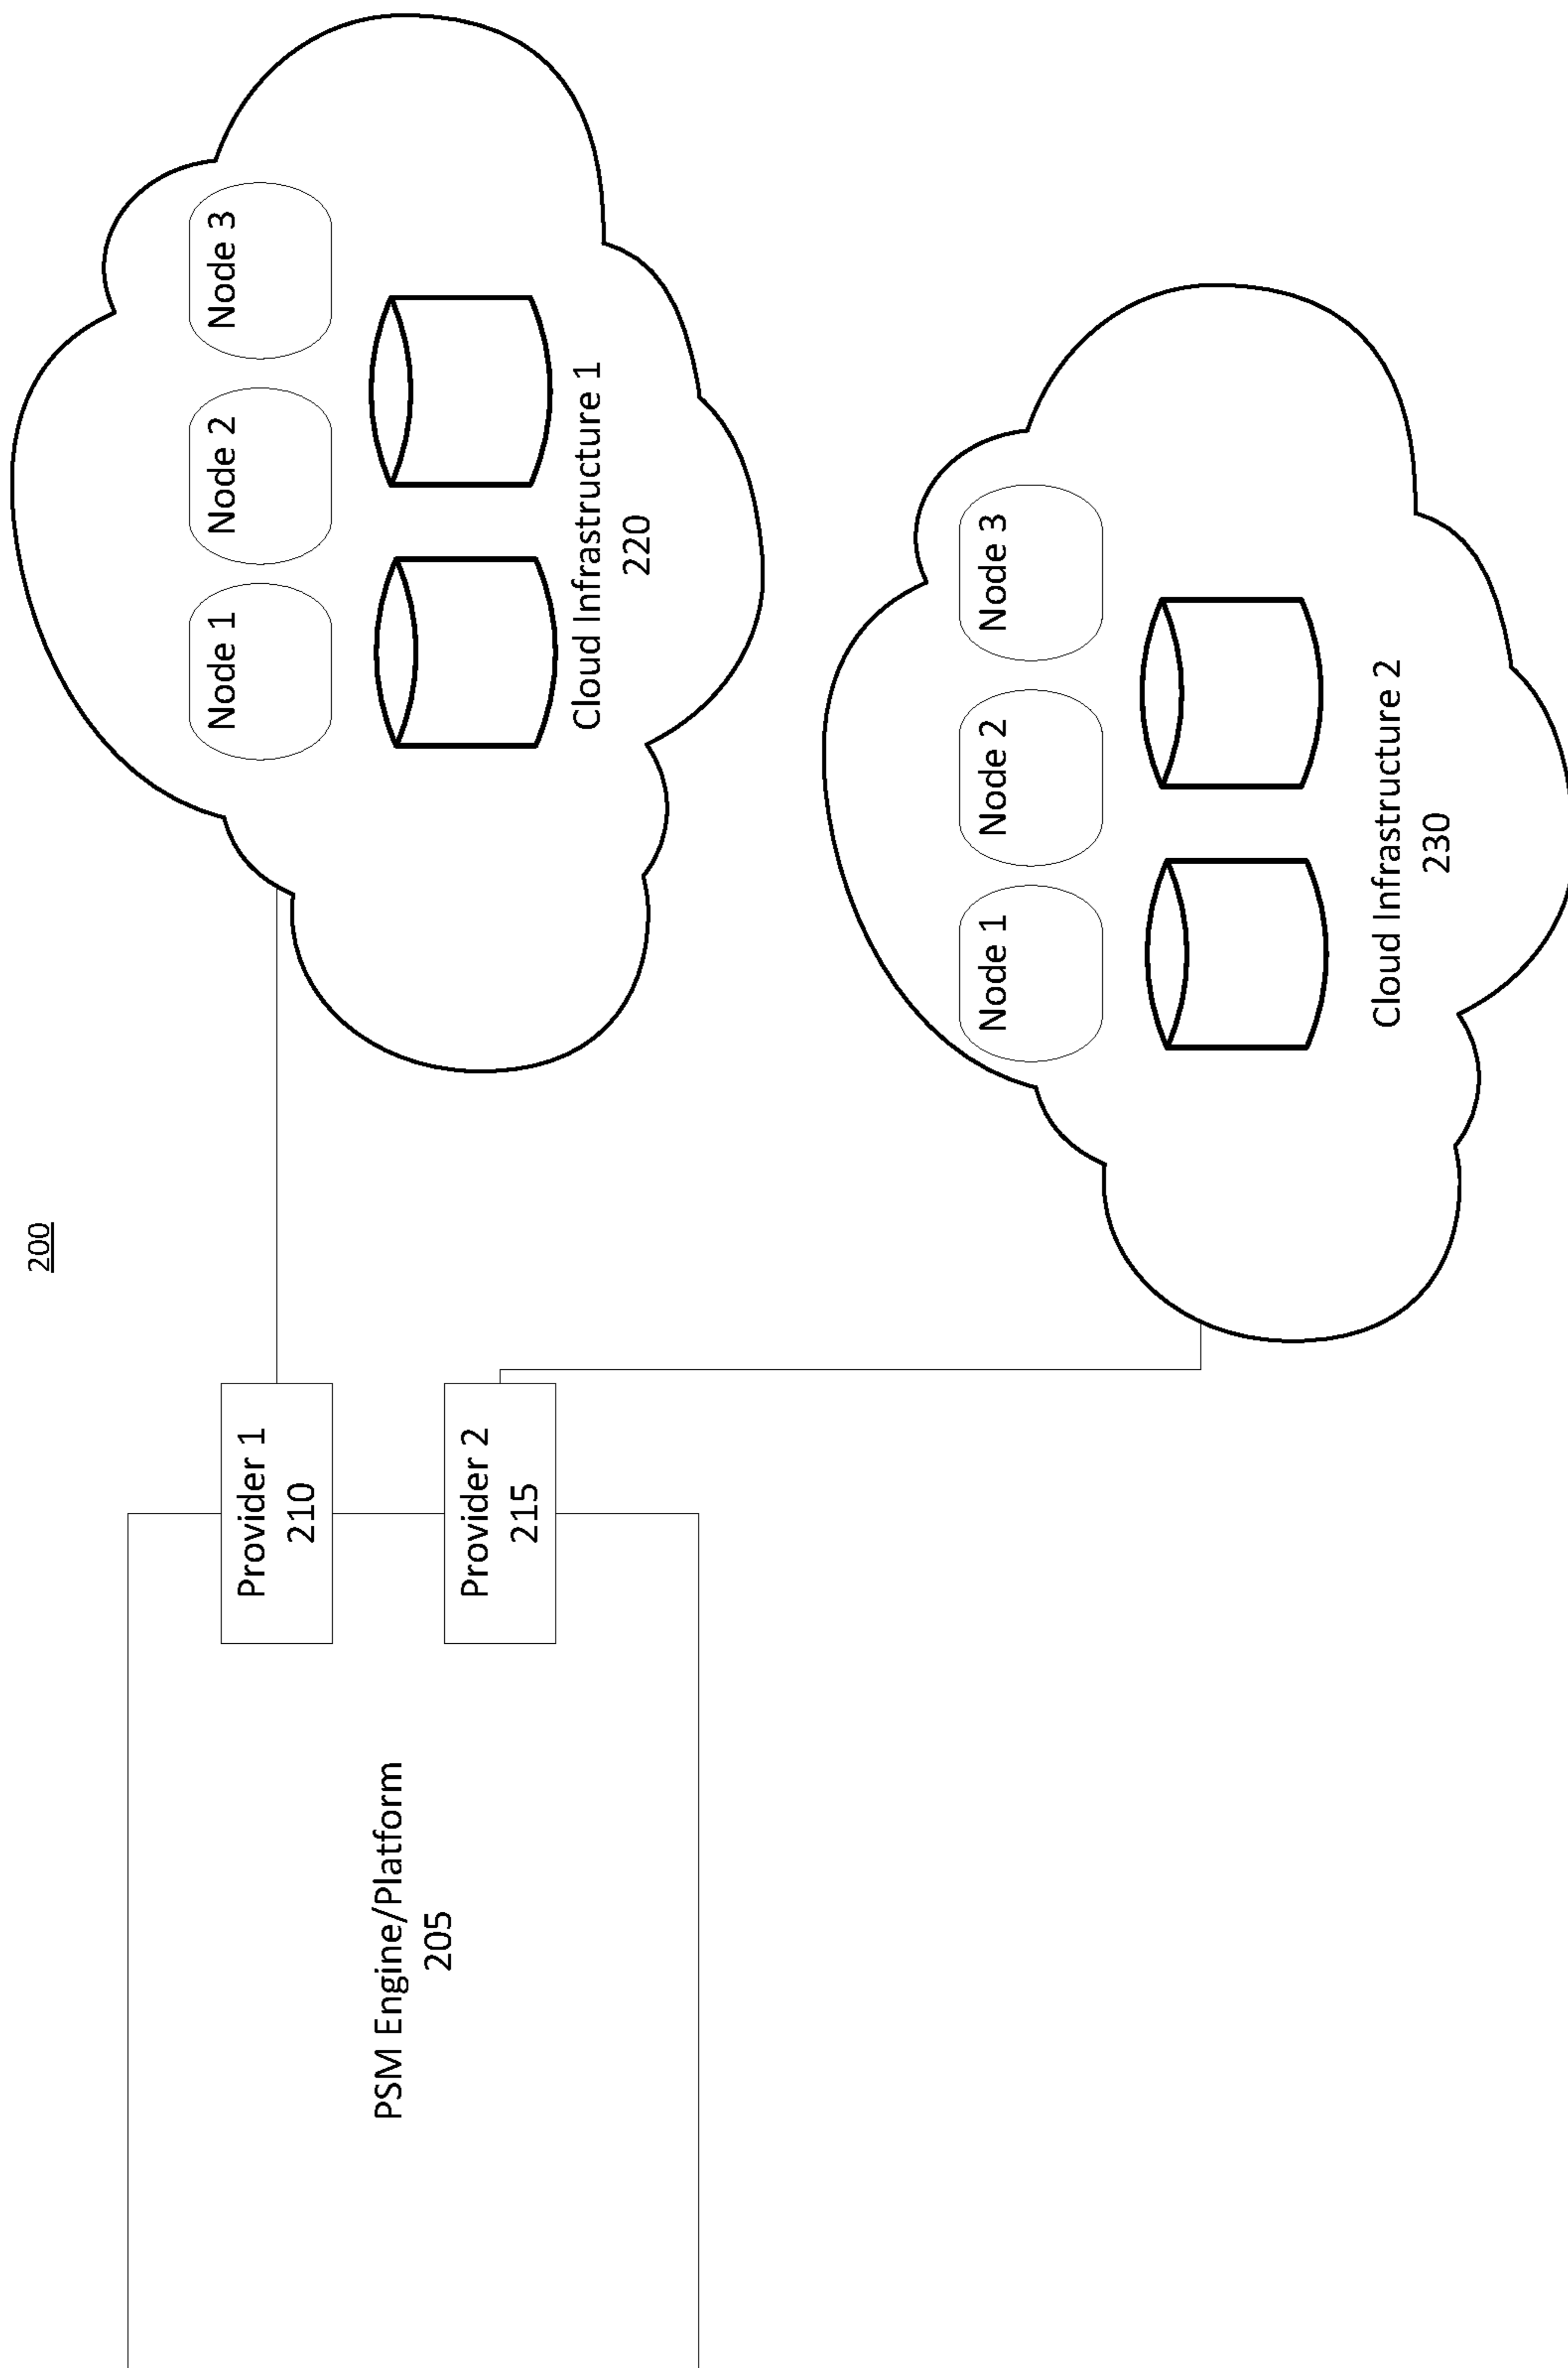 200
PSM Engine/Platform
205
Provider 1
210
Provider 2
215
Node 1
Node 2
Node 3
Cloud Infrastructure 1
220
Node 1
Node 2
Node 3
Cloud Infrastructure 2
230